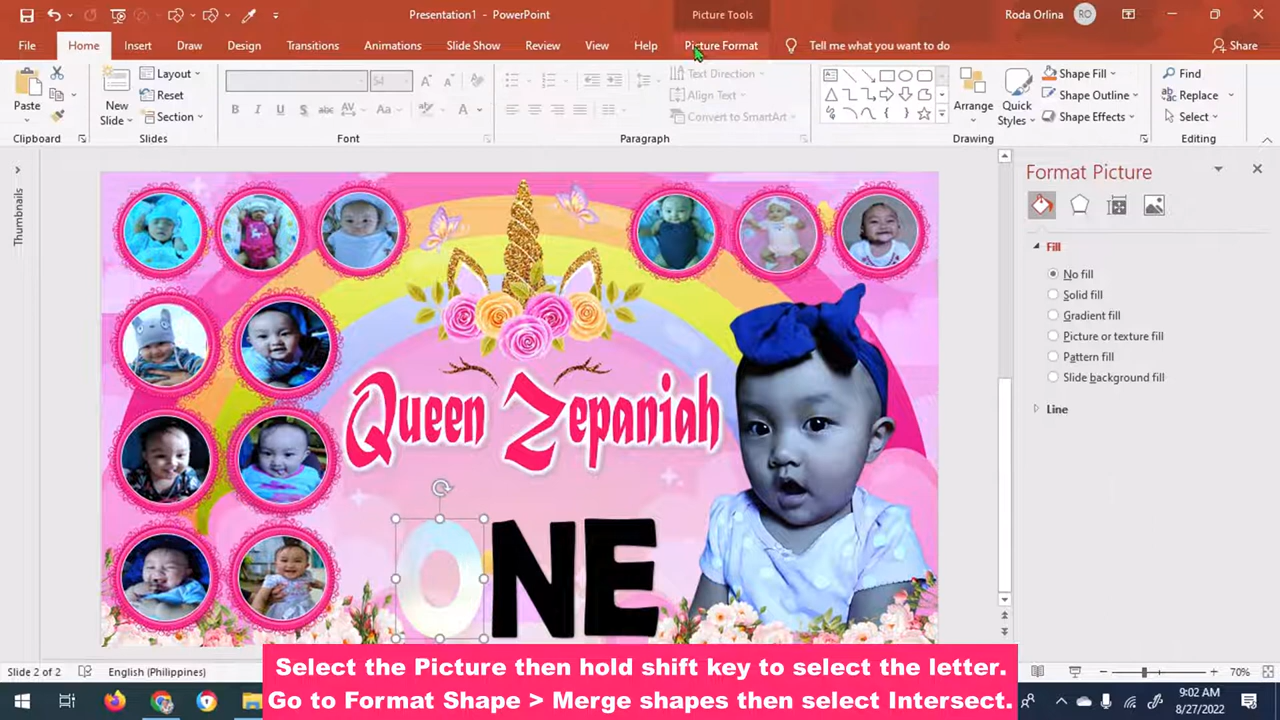 Presentation1 - PowerPoint
Picture Tools
Roda Orlina
RO
File
Home
Insert
Draw
Design
Transitions
Animations
Slide Show
Review
View
Help
Picture Format
Tell me what you want to do
Share
Paste
Clipboard
New
Slide
Layout
Reset
Section
Slides
54
B I U S abc AV
Aa
A
Font
Text Direction
Align Text
Convert to SmartArt
Paragraph
Arrange
Quick
Styles
Shape Fill
Shape Outline
Shape Effects
Drawing
Find
Replace
Select
Editing
Thumbnails
Queen Zepaniah
ONE
Format Picture
Fill
No fill
Solid fill
Gradient fill
Picture or texture fill
Pattern fill
Slide background fill
Line
Slide 2 of 2
English (Philippines)
70%
Select the Picture then hold shift key to select the letter.
Go to Format Shape > Merge shapes then select Intersect.
9:02 AM
8/27/2022